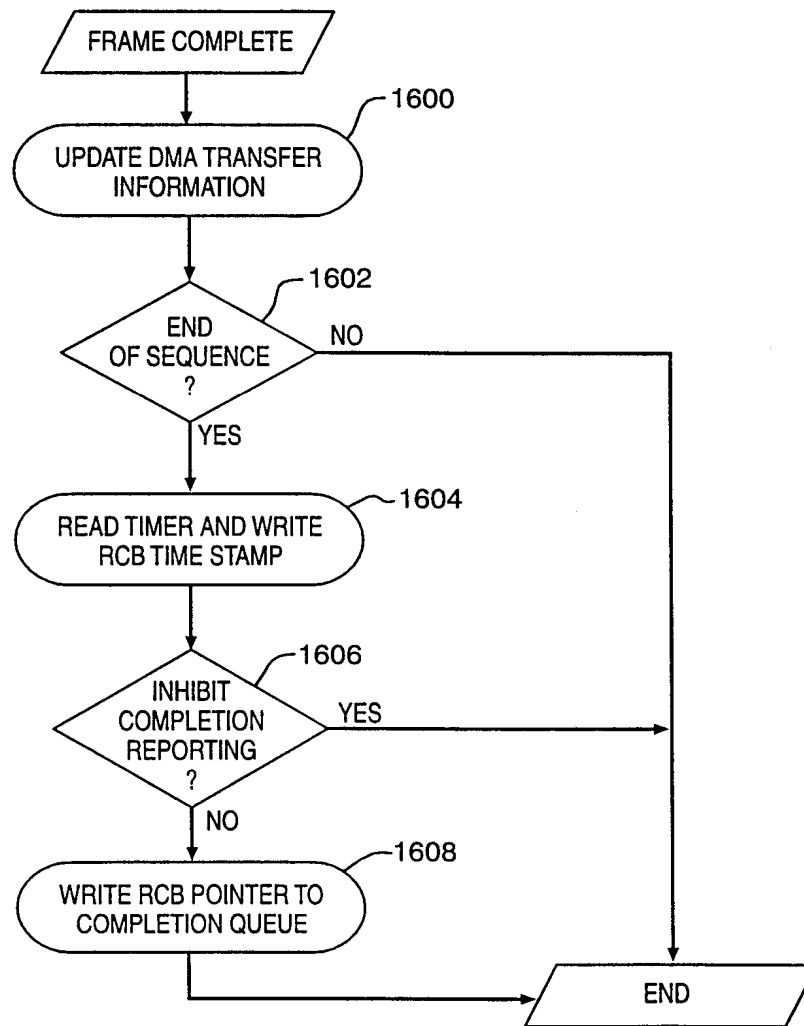 FRAME COMPLETE
1600
UPDATE DMA TRANSFER
INFORMATION
1602
END
OF SEQUENCE
?
NO
YES
1604
READ TIMER AND WRITE
RCB TIME STAMP
1606
INHIBIT
COMPLETION
REPORTING
?
YES
NO
1608
WRITE RCB POINTER TO
COMPLETION QUEUE
END